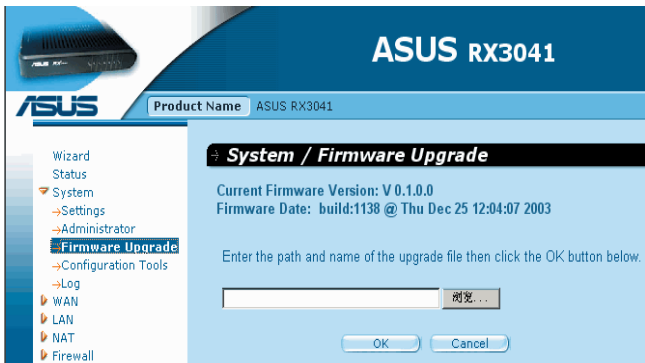 ASUS RX3041
ASUS
Product Name ASUS RX3041
Wizard
Status
System
→Settings
→Administrator
→Firmware Upgrade
→Configuration Tools
→Log
WAN
LAN
NAT
Firewall
System / Firmware Upgrade
Current Firmware Version: V 0.1.0.0
Firmware Date: build:1138 @ Thu Dec 25 12:04:07 2003
Enter the path and name of the upgrade file then click the OK button below.
浏览...
OK Cancel